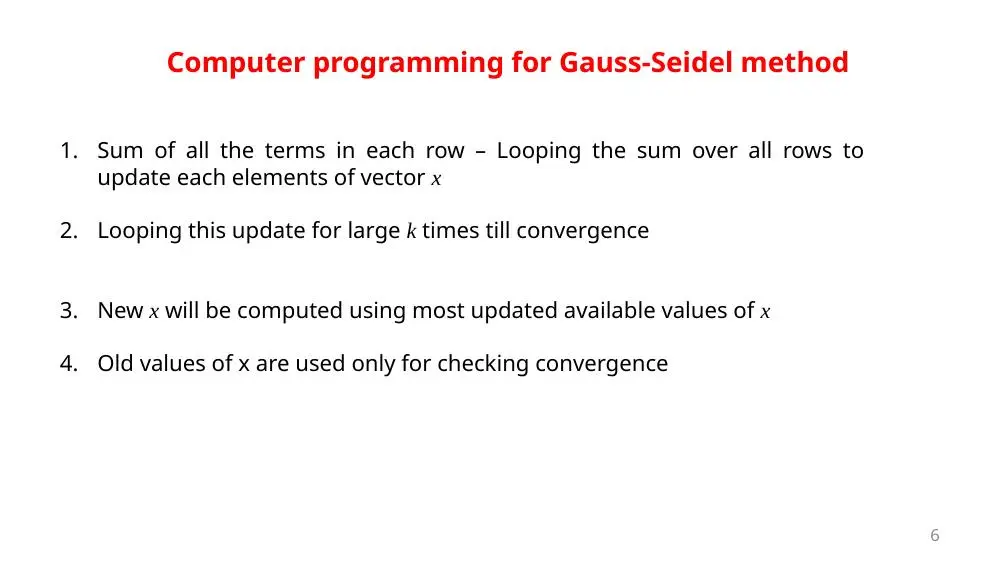 Computer programming for Gauss-Seidel method
1. Sum of all the terms in each row – Looping the sum over all rows to
update each elements of vector x
2. Looping this update for large k times till convergence
3. New x will be computed using most updated available values of x
4. Old values of x are used only for checking convergence
6